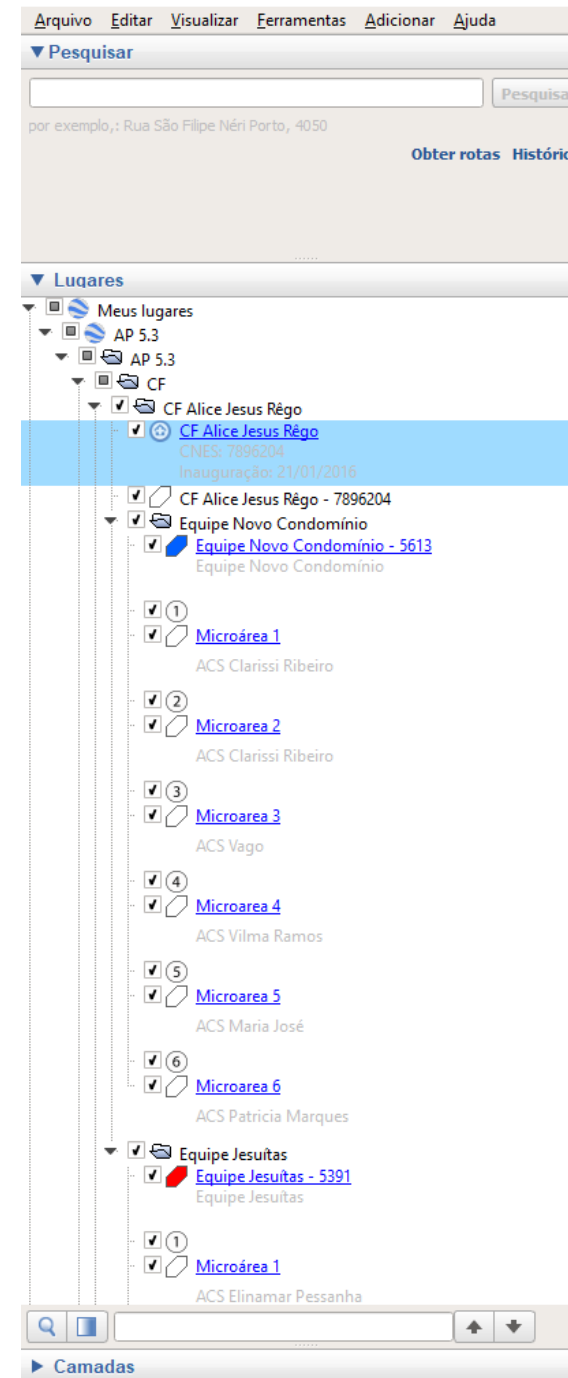 Arquivo Editar Visualizar Ferramentas Adicionar Ajuda
Pesquisar
Pesquisa
por exemplo,: Rua São Filipe Néri Porto, 4050
Obter rotas Históric
Lugares
Meus lugares
AP 5.3
AP 5.3
CF
CF Alice Jesus Rêgo
CF Alice Jesus Rêgo
CNES: 7896204
Inauguração: 21/01/2016
CF Alice Jesus Rêgo - 7896204
Equipe Novo Condomínio
Equipe Novo Condomínio - 5613
Equipe Novo Condomínio
1
Microárea 1
ACS Clarissi Ribeiro
2
Microarea 2
ACS Clarissi Ribeiro
3
Microarea 3
ACS Vago
4
Microarea 4
ACS Vilma Ramos
5
Microarea 5
ACS Maria José
6
Microarea 6
ACS Patricia Marques
Equipe Jesuítas
Equipe Jesuítas - 5391
Equipe Jesuítas
1
Microárea 1
ACS Elinamar Pessanha
Camadas